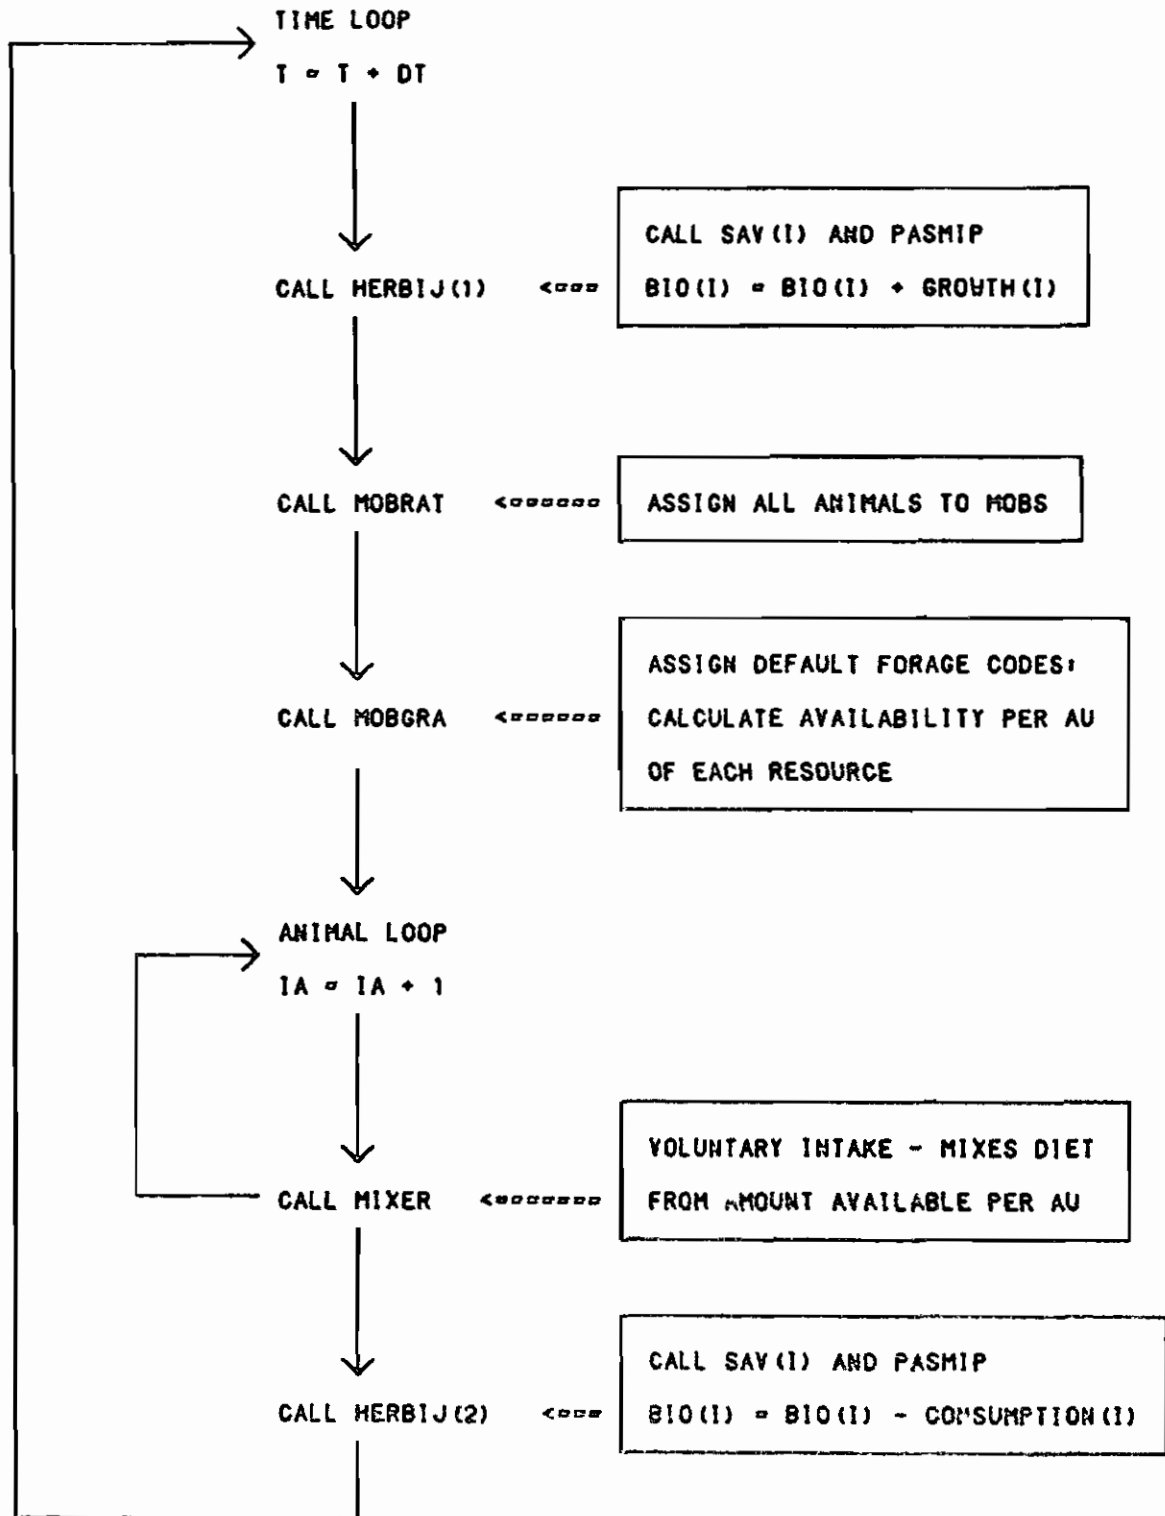 TIME LOOP
T = T + DT
CALL HERBIJ(1) <===
CALL SAV(I) AND PASMIP
BIO(I) = BIO(I) + GROWTH(I)
CALL MOBRAT <======
ASSIGN ALL ANIMALS TO MOBS
CALL MOBGRA <======
ASSIGN DEFAULT FORAGE CODES:
CALCULATE AVAILABILITY PER AU
OF EACH RESOURCE
ANIMAL LOOP
IA = IA + 1
CALL MIXER <=======
VOLUNTARY INTAKE - MIXES DIET
FROM AMOUNT AVAILABLE PER AU
CALL HERBIJ(2) <===
CALL SAV(I) AND PASMIP
BIO(I) = BIO(I) - CONSUMPTION(I)